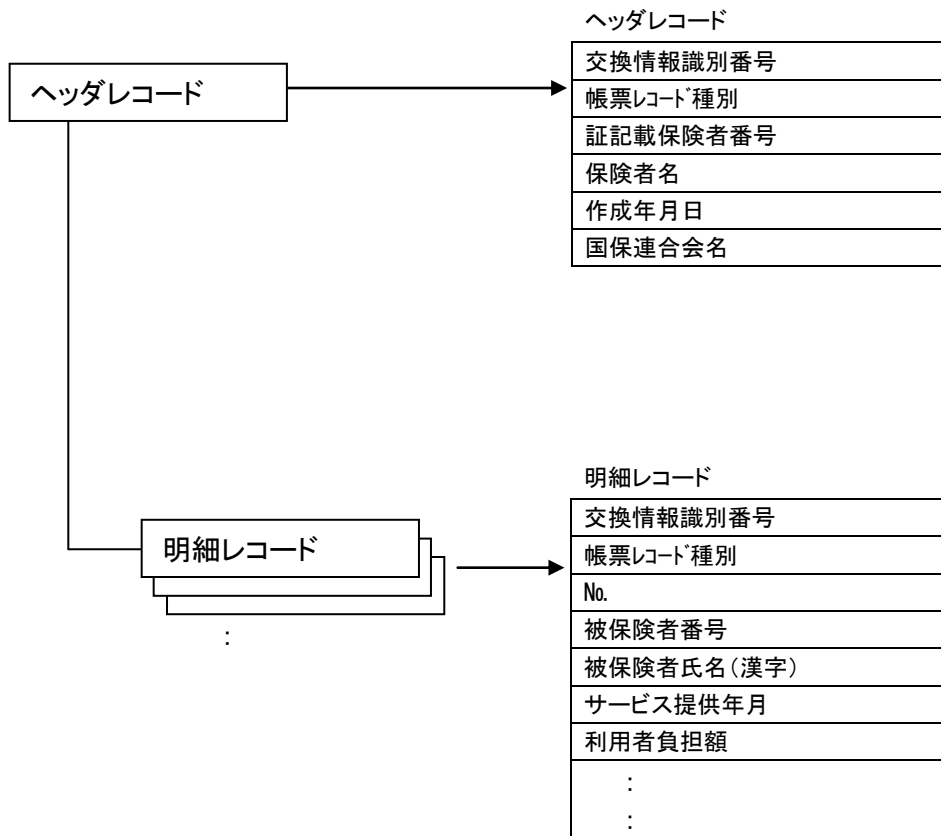 ヘッダレコード
ヘッダレコード
交換情報識別番号
帳票ﾚｺｰﾄﾞ種別
証記載保険者番号
保険者名
作成年月日
国保連合会名
明細レコード
明細レコード
:
交換情報識別番号
帳票ﾚｺｰﾄﾞ種別
№
被保険者番号
被保険者氏名（漢字）
サービス提供年月
利用者負担額
:
: